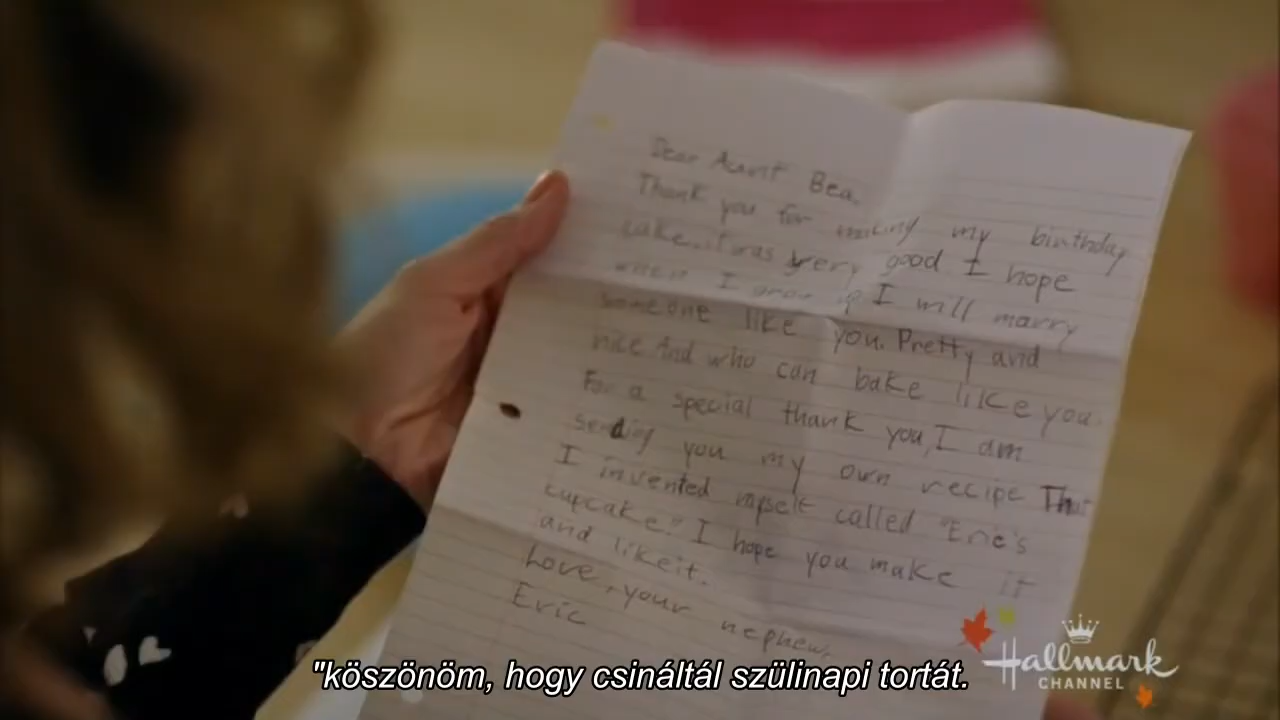 Dear Aunt Bea,
Thank you for making my birthday
cake. it was very good I hope
when I grow up I will marry
someone like you. Pretty and
nice And who can bake like you.
For a special thank you, I am
sending you my own recipe That
I invented myself called "Eric's
cupcake." I hope you make it
and like it.
Love, your nephew,
Eric
"köszönöm, hogy csináltál szülinapi tortát.
Hallmark
CHANNEL